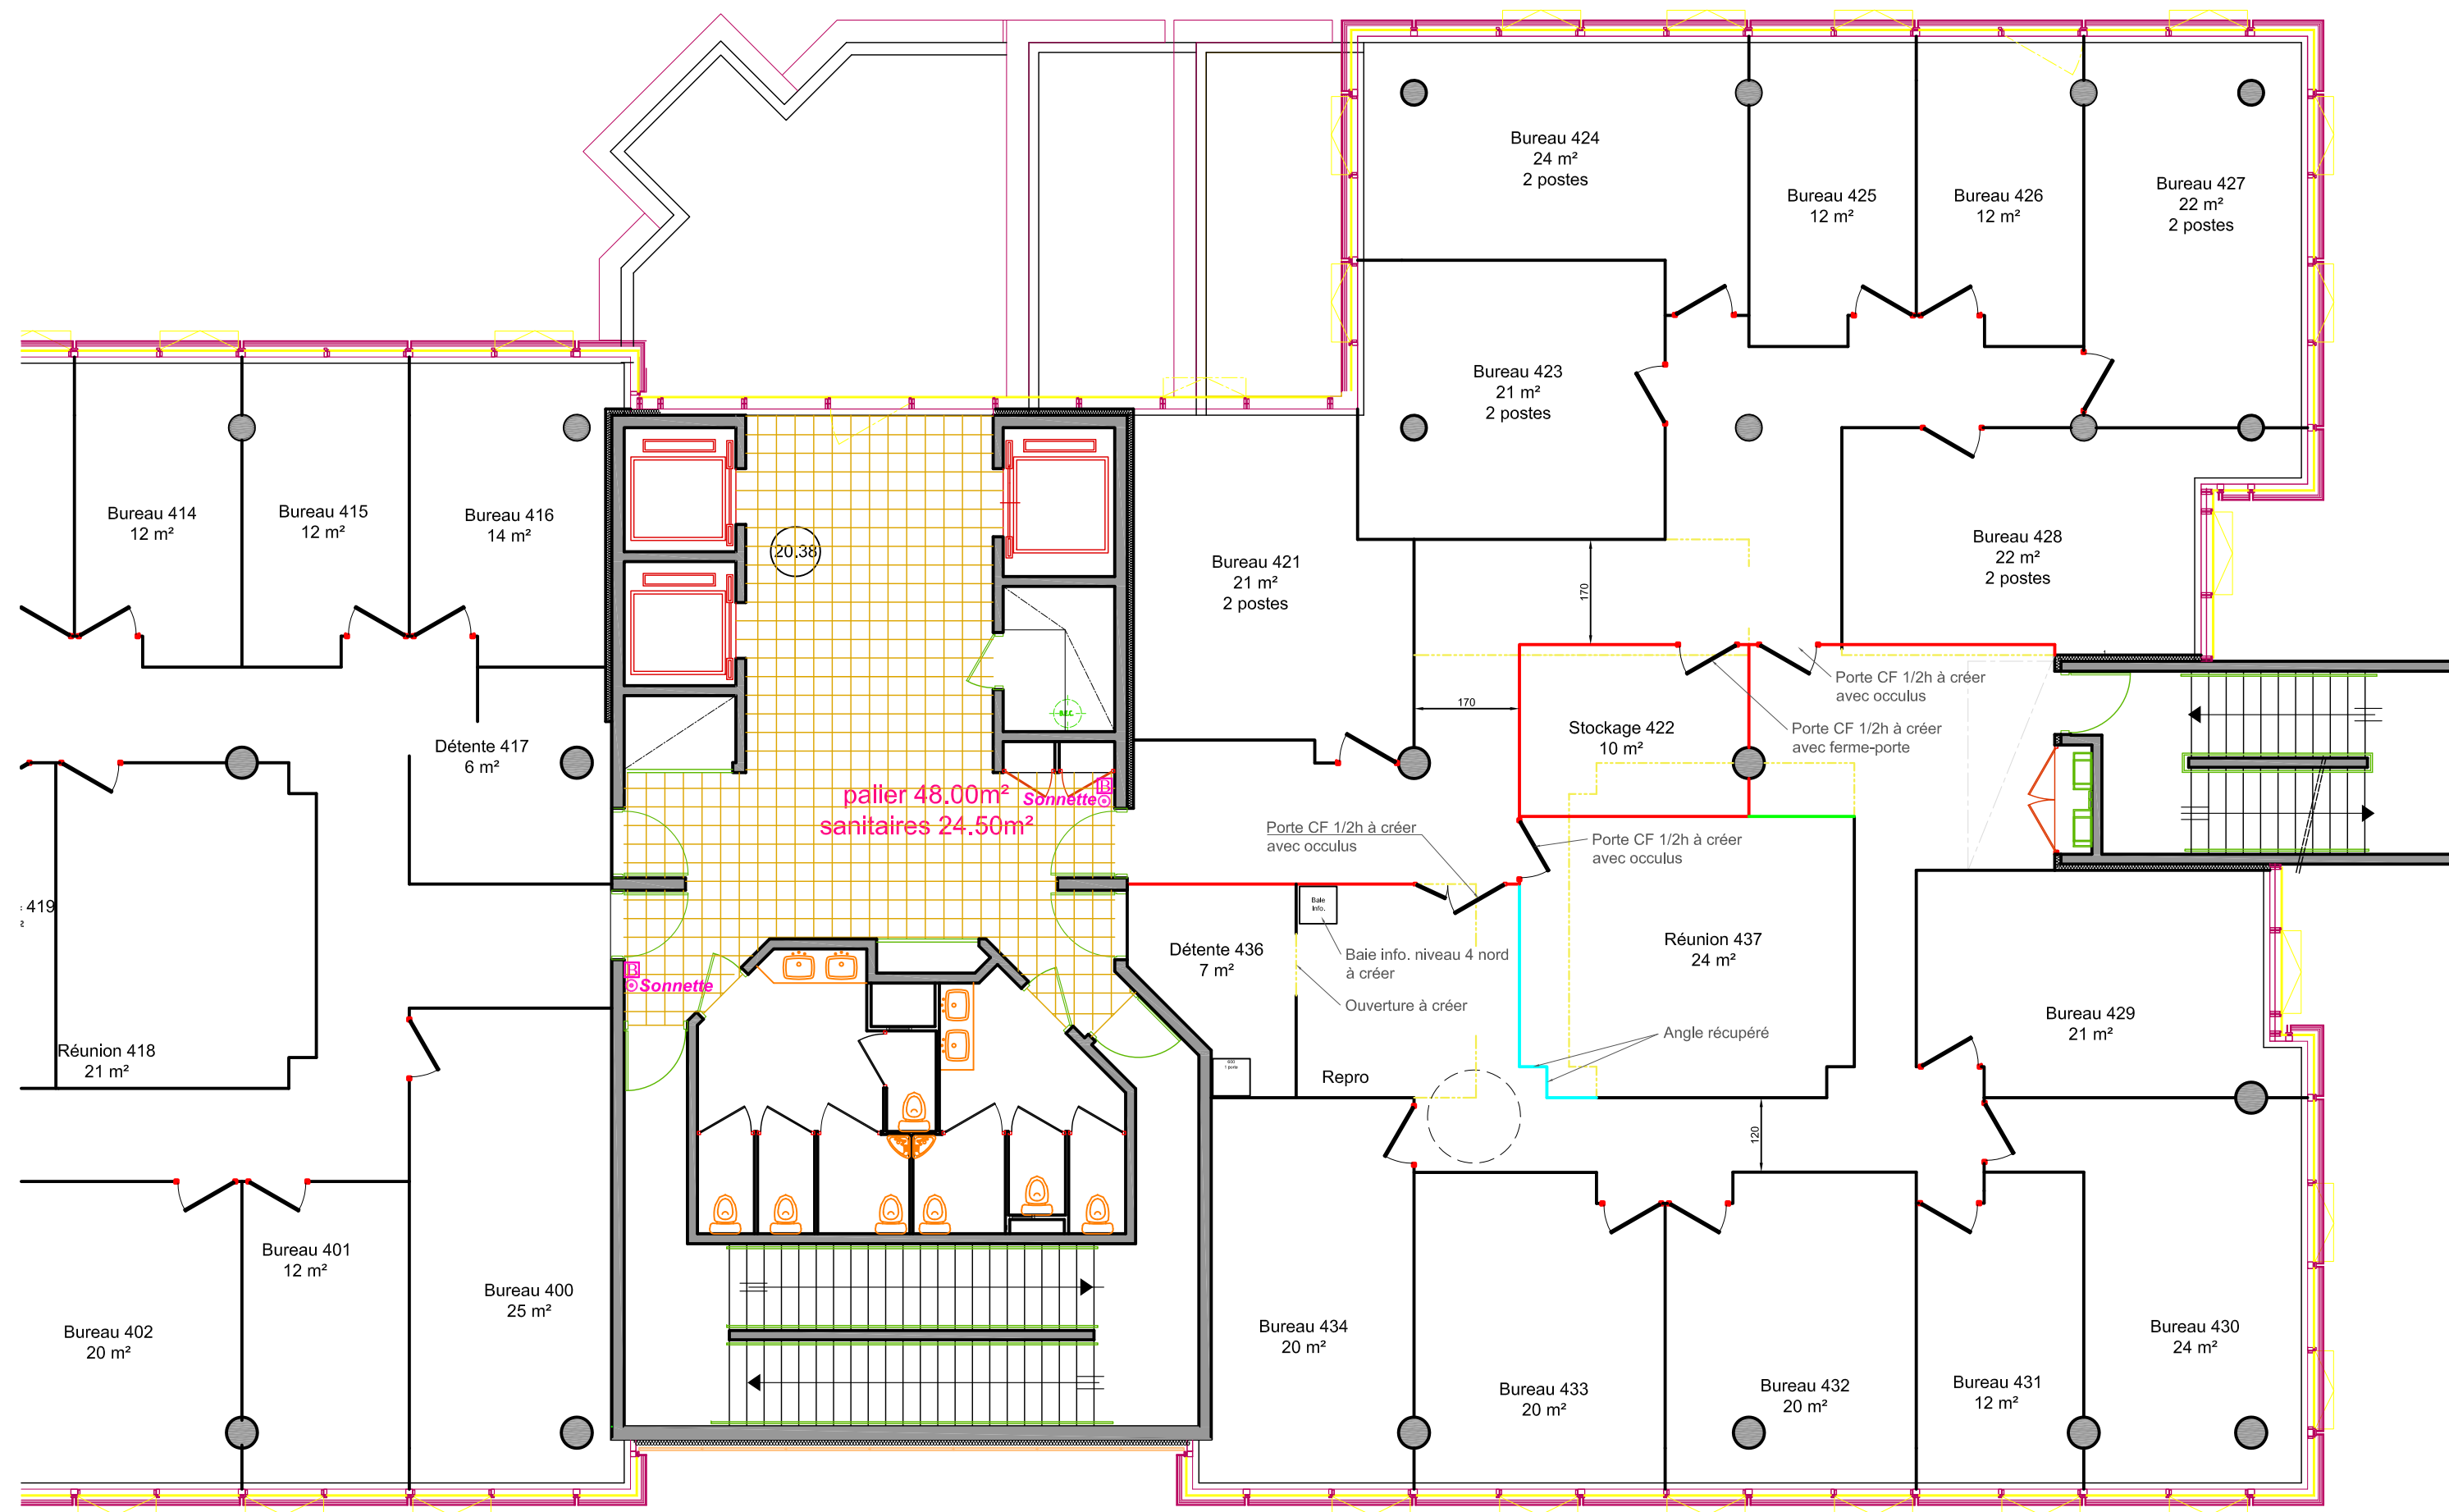 Bureau 424
24 m²
2 postes
Bureau 425
12 m²
Bureau 426
12 m²
Bureau 427
22 m²
2 postes
Bureau 423
21 m²
2 postes
Bureau 414
12 m²
Bureau 415
12 m²
Bureau 416
14 m²
20.38
Bureau 421
21 m²
2 postes
Bureau 428
22 m²
2 postes
170
170
Porte CF 1/2h à créer
avec occulus
Porte CF 1/2h à créer
avec ferme-porte
Stockage 422
10 m²
Détente 417
6 m²
palier 48.00m²
sanitaires 24.50m²
Sonnette
B
Porte CF 1/2h à créer
avec occulus
Porte CF 1/2h à créer
avec occulus
419
Baie
Info.
Détente 436
7 m²
Baie info. niveau 4 nord
à créer
Ouverture à créer
Réunion 437
24 m²
Angle récupéré
B
Sonnette
Bureau 429
21 m²
Réunion 418
21 m²
Repro
120
Bureau 401
12 m²
Bureau 400
25 m²
Bureau 402
20 m²
Bureau 434
20 m²
Bureau 433
20 m²
Bureau 432
20 m²
Bureau 431
12 m²
Bureau 430
24 m²